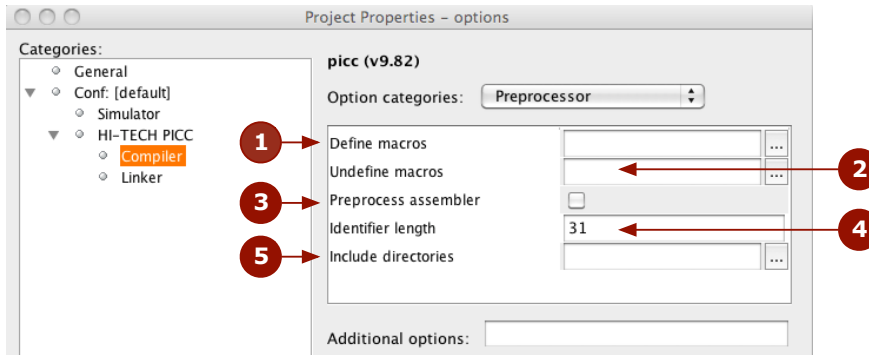 Project Properties – options
Categories:
General
Conf: [default]
Simulator
HI-TECH PICC
Compiler
Linker
picc (v9.82)
Option categories: Preprocessor
1 Define macros ...
Undefine macros ... 2
3 Preprocess assembler
Identifier length 31 4
5 Include directories ...
Additional options: